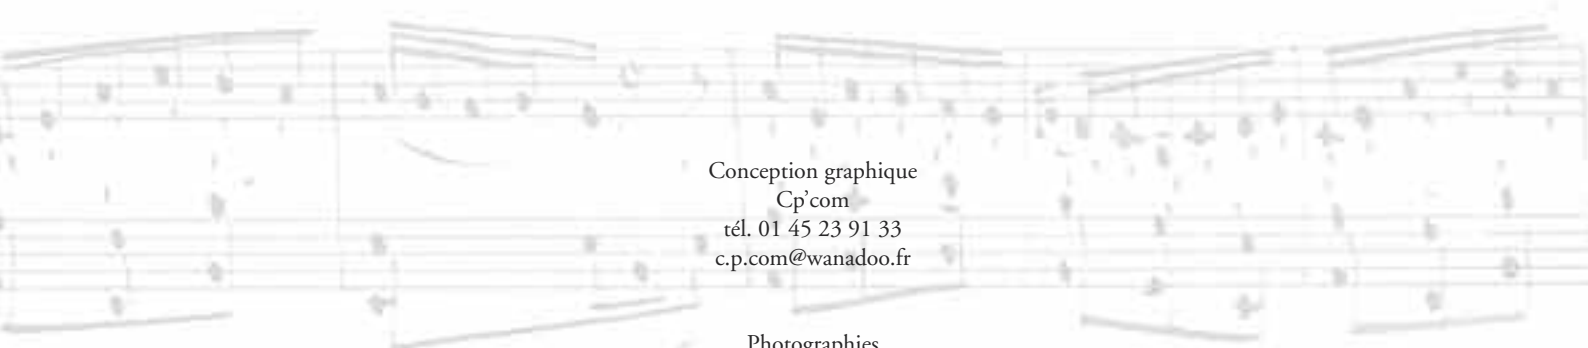 Conception graphique
Cp’com
tél. 01 45 23 91 33
c.p.com@wanadoo.fr
Photographies